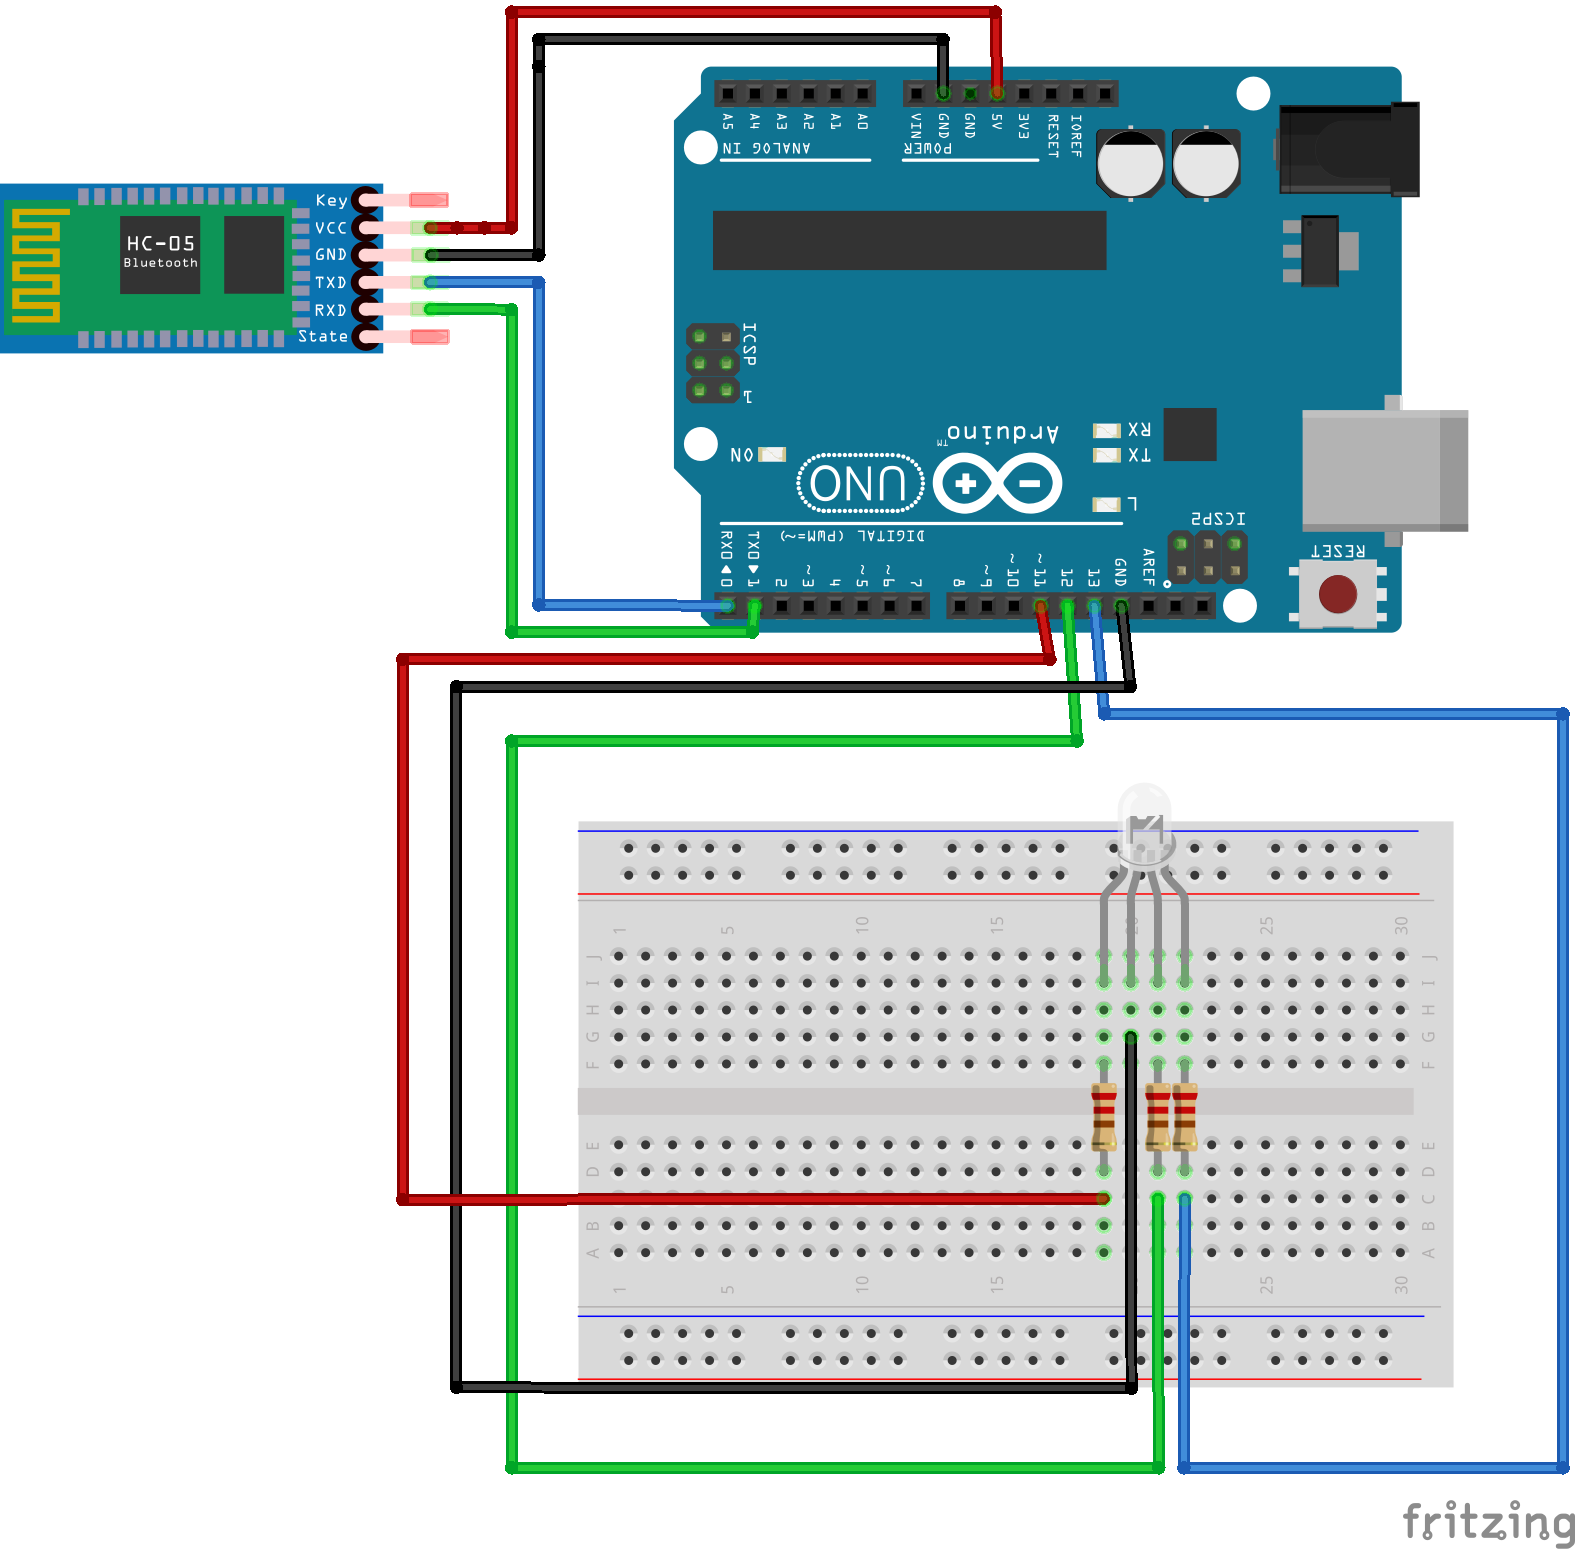 A5
A4
A3
A2
A1
A0
VIN
GND
GND
5V
3V3
RESET
IOREF
ANALOG IN
POWER
Key
VCC
GND
TXD
RXD
State
HC-05
Bluetooth
ICSP
1
Arduino™
ON
UNO
RX
TX
L
ICSP2
DIGITAL (PWM=~)
RESET
RX0
TX0
0
1
2
~3
4
~5
~6
7
8
~9
~10
~11
12
13
GND
AREF
1
5
10
15
20
25
30
J J
I I
H H
G G
F F
E E
D D
C C
B B
A A
1
5
10
15
25
30
fritzing